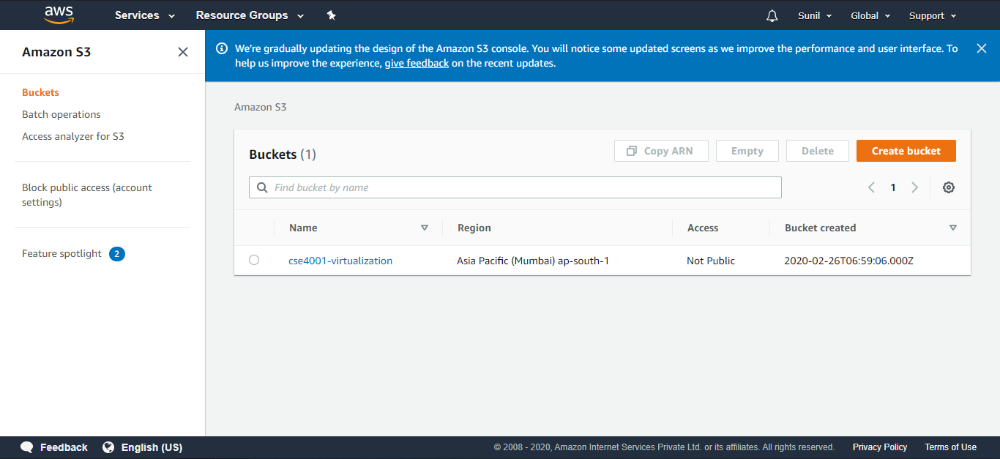 aws Services Resource Groups Sunil Global Support
Amazon S3
Buckets
Batch operations
Access analyzer for S3
Block public access (account
settings)
Feature spotlight 2
We're gradually updating the design of the Amazon S3 console. You will notice some updated screens as we improve the performance and user interface. To
help us improve the experience, give feedback on the recent updates.
Amazon S3
Buckets (1) Copy ARN Empty Delete Create bucket
Find bucket by name 1
Name Region Access Bucket created
cse4001-virtualization Asia Pacific (Mumbai) ap-south-1 Not Public 2020-02-26T06:59:06.000Z
Feedback English (US) © 2008 - 2020, Amazon Internet Services Private Ltd. or its affiliates. All rights reserved. Privacy Policy Terms of Use